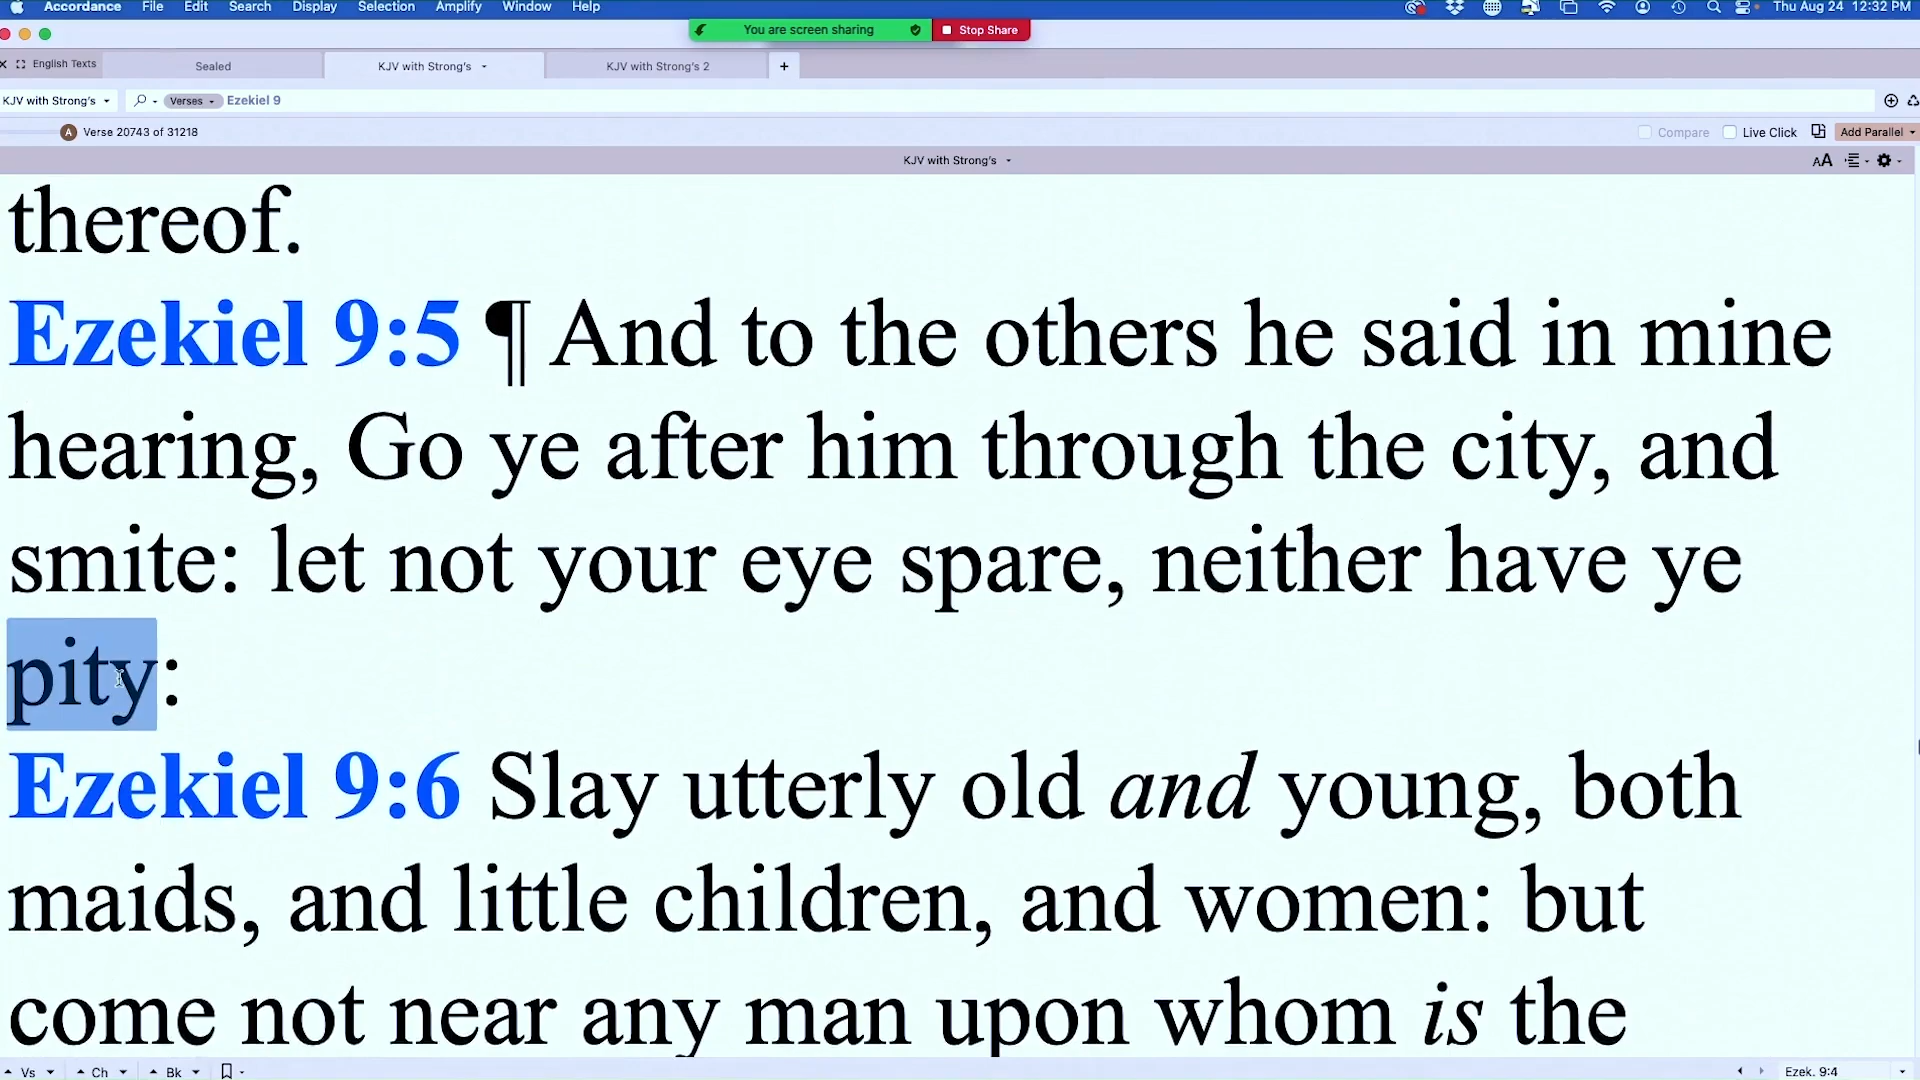 Accordance File Edit Search Display Selection Amplify Window Help Thu Aug 24 12:32 PM
You are screen sharing Stop Share
English Texts Sealed KJV with Strong's KJV with Strong's 2 +
KJV with Strong's Verses Ezekiel 9
A Verse 20743 of 31218 Compare Live Click Add Parallel
KJV with Strong's AA
thereof.
Ezekiel 9:5 ¶ And to the others he said in mine
hearing, Go ye after him through the city, and
smite: let not your eye spare, neither have ye
pity:
Ezekiel 9:6 Slay utterly old and young, both
maids, and little children, and women: but
come not near any man upon whom is the
Vs Ch Bk Ezek. 9:4